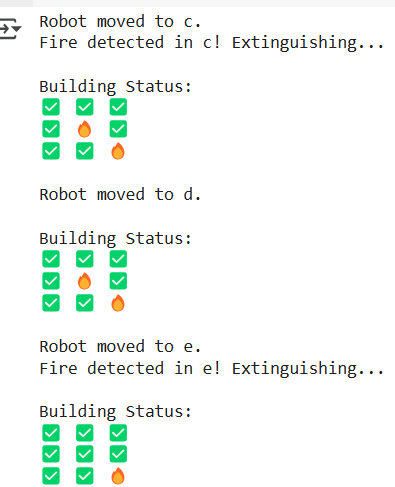 Robot moved to c.
Fire detected in c! Extinguishing...
Building Status:
✅ ✅ ✅
✅ 🔥 ✅
✅ ✅ 🔥
Robot moved to d.
Building Status:
✅ ✅ ✅
✅ 🔥 ✅
✅ ✅ 🔥
Robot moved to e.
Fire detected in e! Extinguishing...
Building Status:
✅ ✅ ✅
✅ ✅ ✅
✅ ✅ 🔥